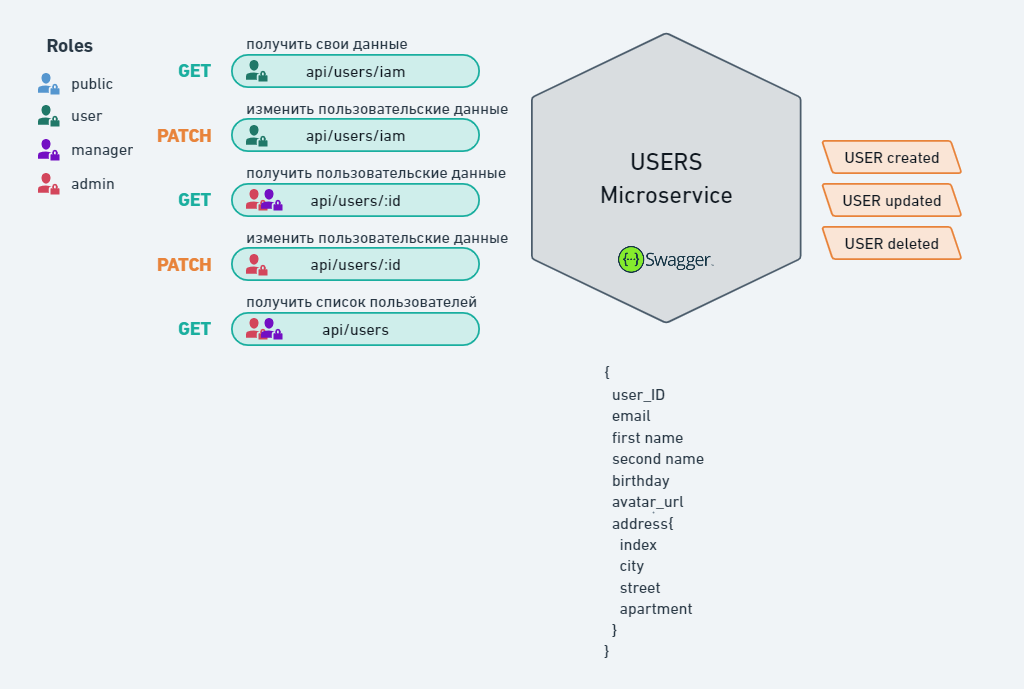 Roles
public
user
manager
admin
получить свои данные
GET
api/users/iam
изменить пользовательские данные
PATCH
api/users/iam
получить пользовательские данные
GET
api/users/:id
изменить пользовательские данные
PATCH
api/users/:id
получить список пользователей
GET
api/users
USERS
Microservice
{··} Swagger.
USER created
USER updated
USER deleted
{
user_ID
email
first name
second name
birthday
avatar_url
address{
index
city
street
apartment
}
}